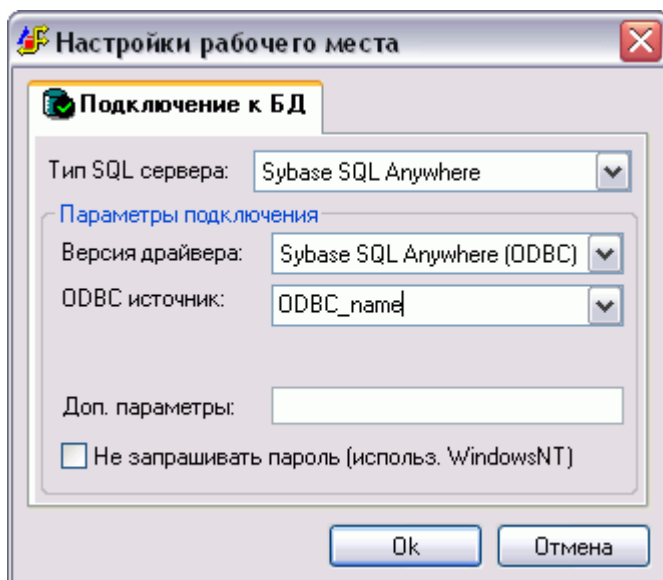 Настройки рабочего места
Подключение к БД
Тип SQL сервера: Sybase SQL Anywhere
Параметры подключения
Версия драйвера: Sybase SQL Anywhere (ODBC)
ODBC источник: ODBC_name
Доп. параметры:
Не запрашивать пароль (использ. WindowsNT)
Ok Отмена